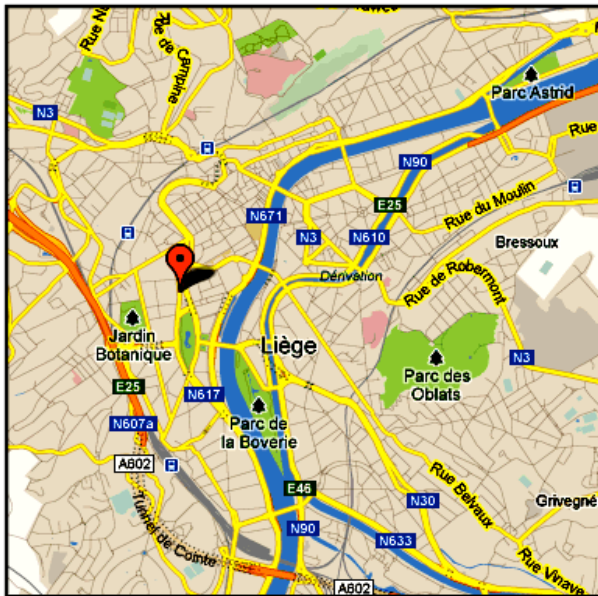 Rue de Campine
N3
Parc Astrid
N90
Rue
E25
Rue du Moulin
N671
N3
N610
Bressoux
Dérivation
Rue de Robermont
Jardin
Botanique
Liège
N3
Parc des
Oblats
E25
N617
N607a
Parc de
la Boverie
A602
E46
Rue Belvaux
N30
Grivegné
Tunnel de Cointe
N90
N633
Rue Vinave
A602